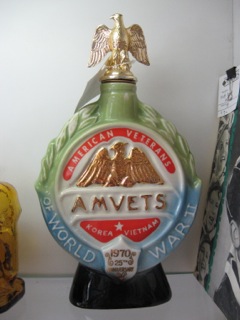 AMERICAN VETERANS
AMVETS
KOREA ★ VIETNAM
OF WORLD WAR II
1970
25TH